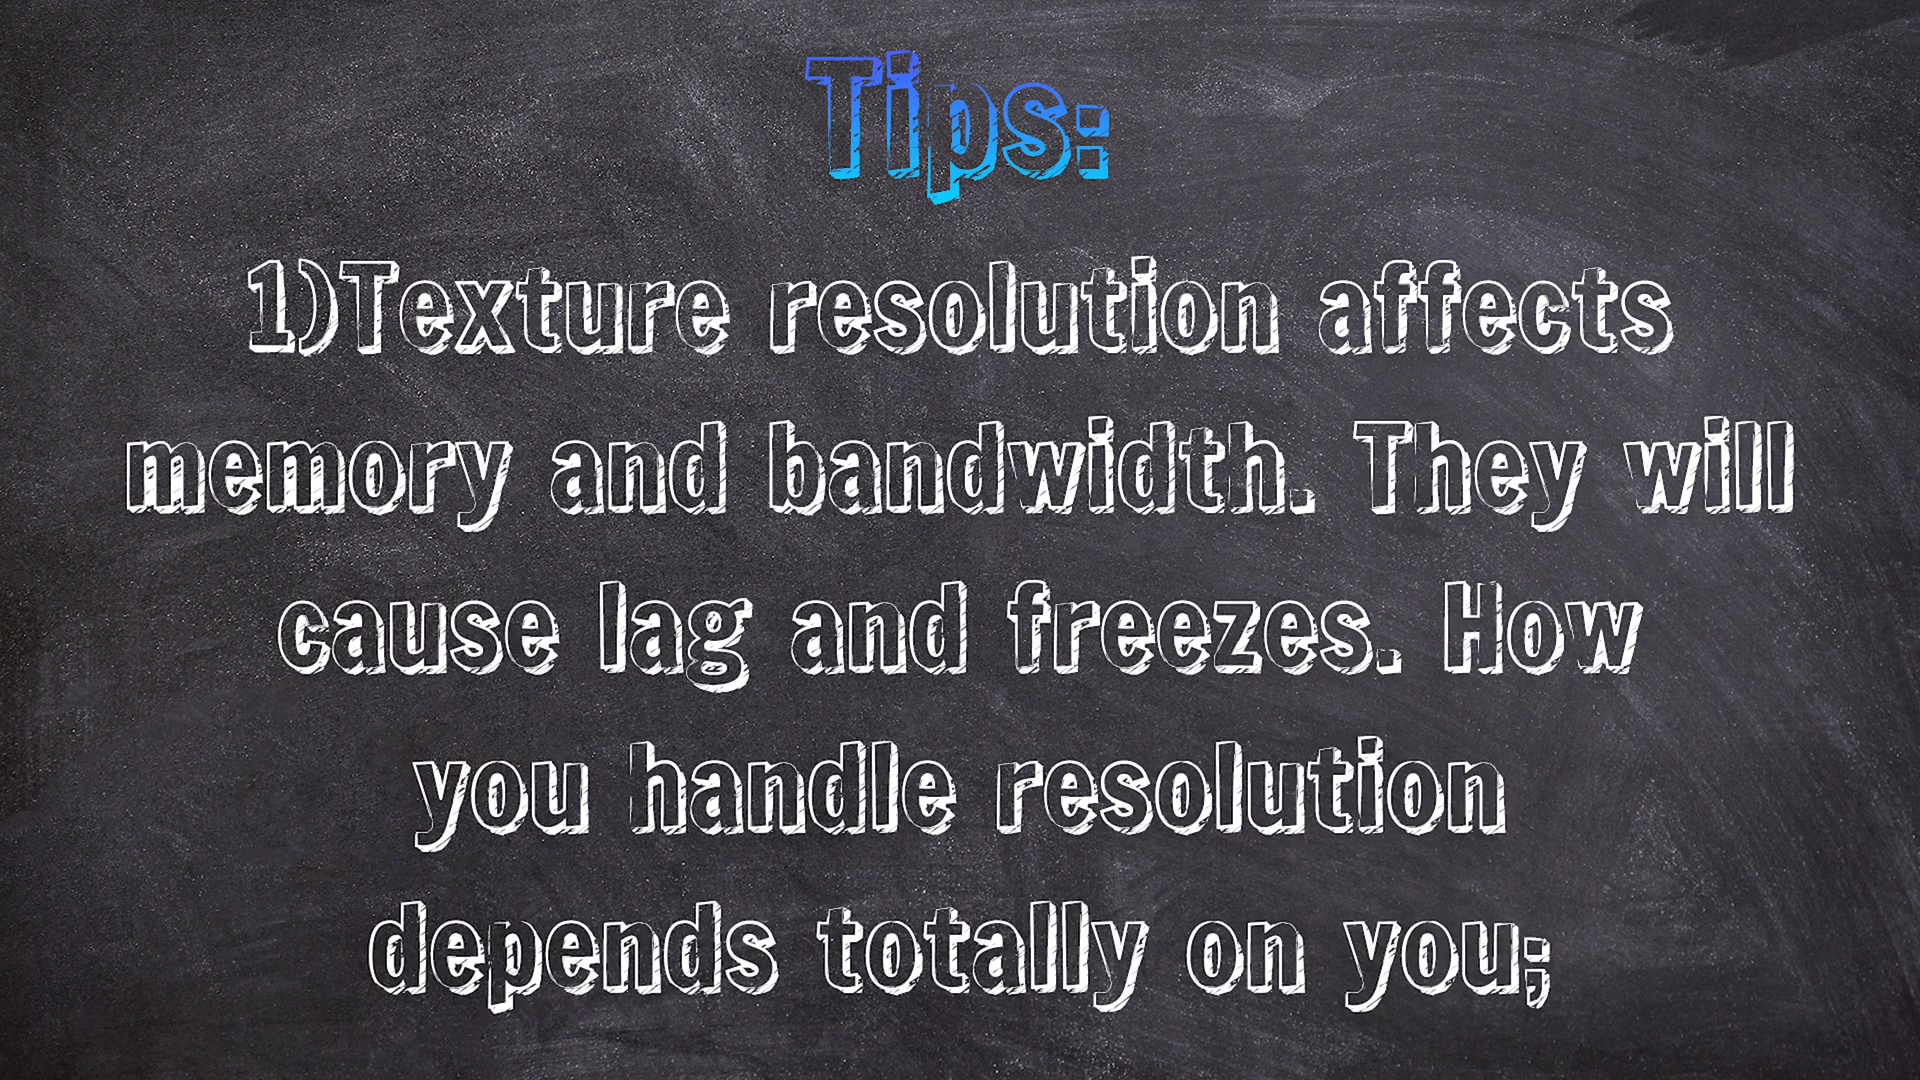 Tips:
1)Texture resolution affects
memory and bandwidth. They will
cause lag and freezes. How
you handle resolution
depends totally on you;